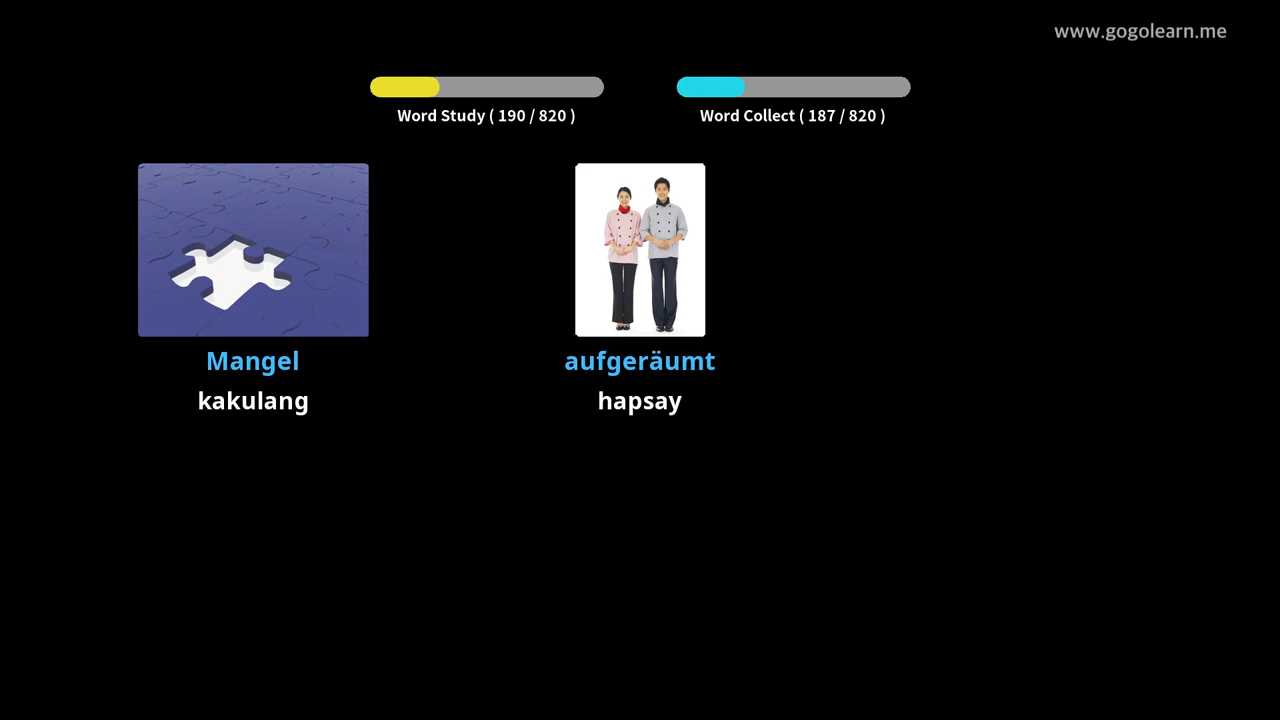 www.gogolearn.me
Word Study ( 190 / 820 )
Word Collect ( 187 / 820 )
Mangel
kakulang
aufgeräumt
hapsay